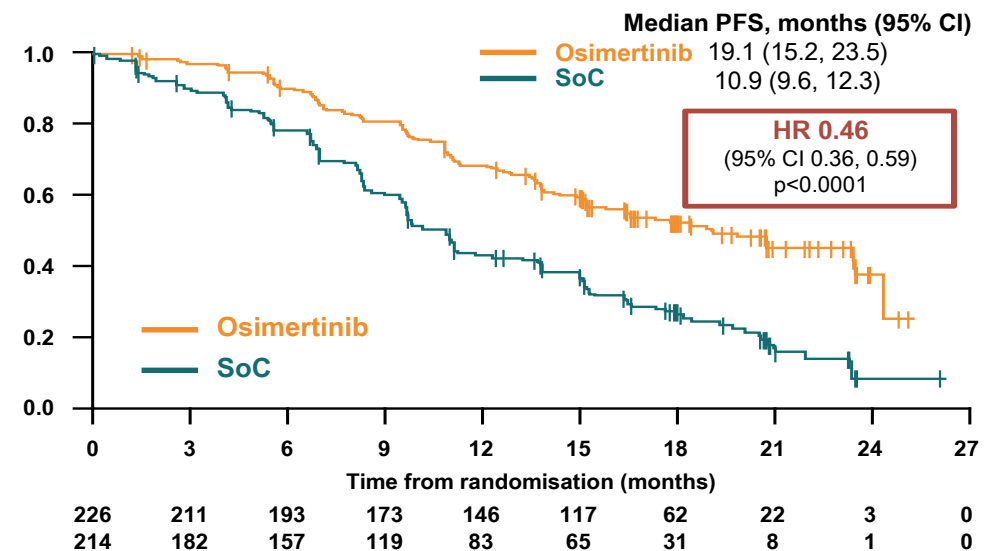 Median PFS, months (95% CI)
Osimertinib 19.1 (15.2, 23.5)
SoC 10.9 (9.6, 12.3)
HR 0.46
(95% CI 0.36, 0.59)
p<0.0001
1.0
0.8
0.6
0.4
0.2
0.0
Osimertinib
SoC
0 3 6 9 12 15 18 21 24 27
Time from randomisation (months)
226 211 193 173 146 117 62 22 3 0
214 182 157 119 83 65 31 8 1 0